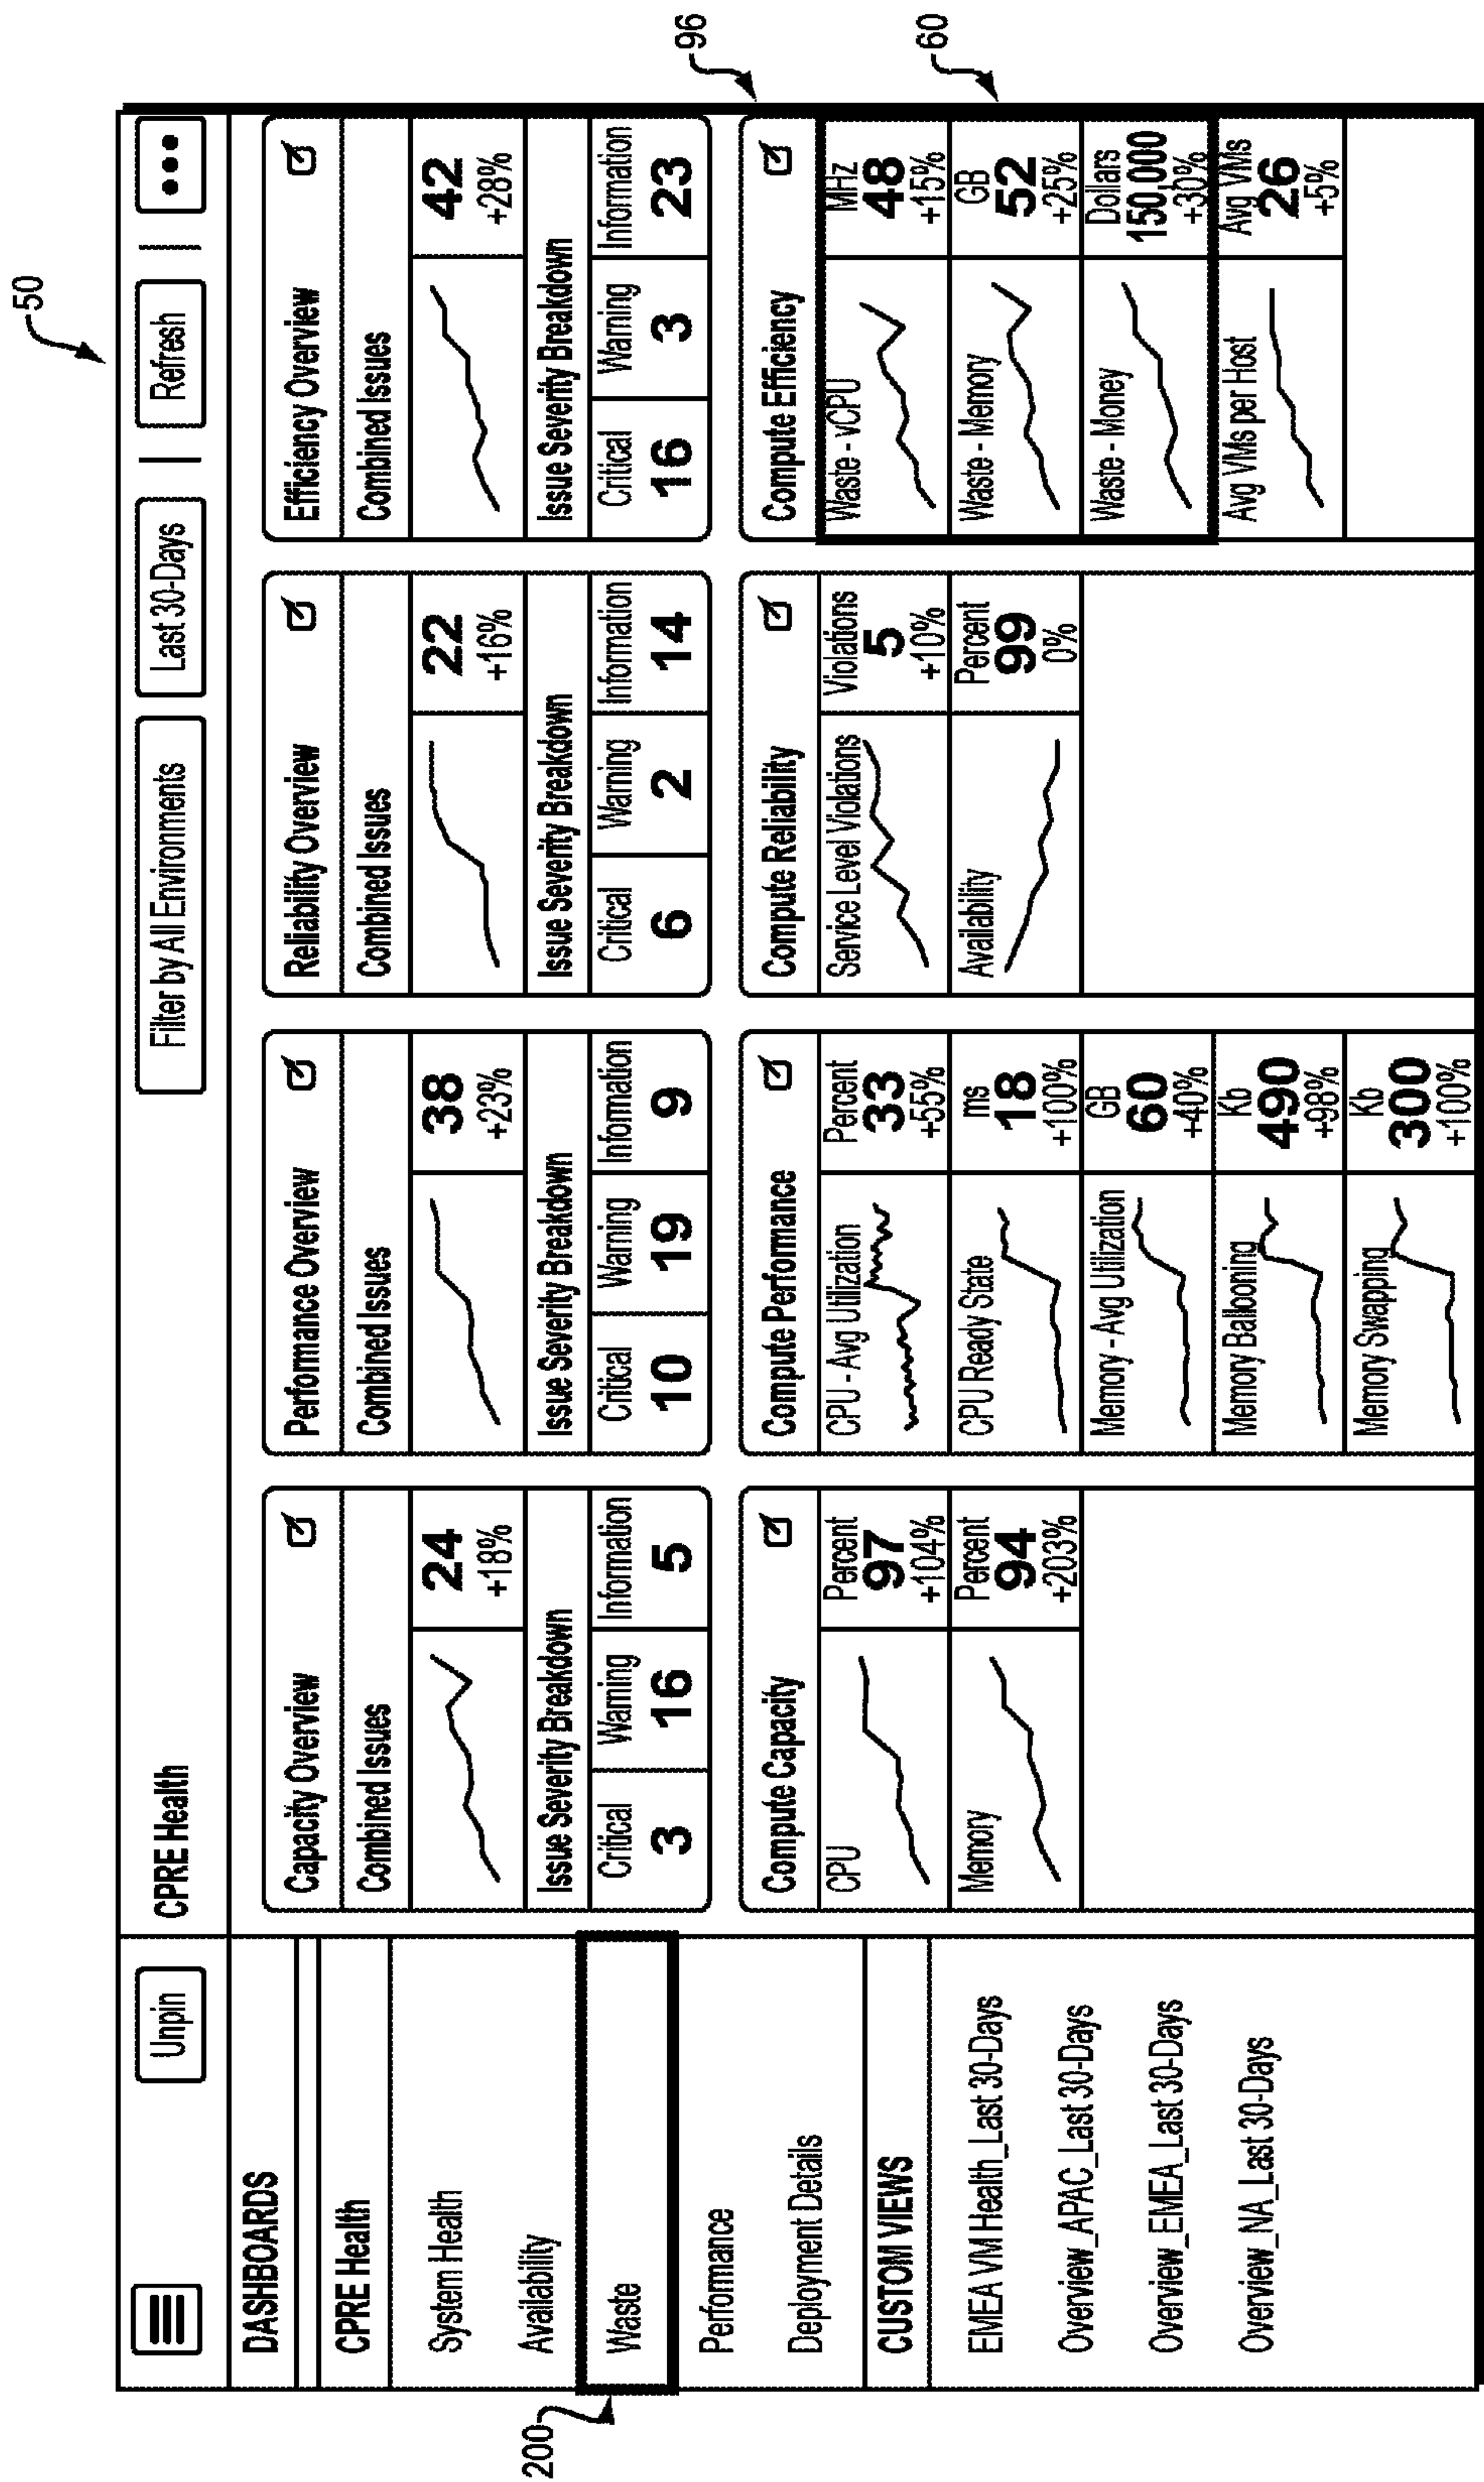 50
Unpin
CPRE Health
Filter by All Environments
Last 30-Days
Refresh
DASHBOARDS
CPRE Health
System Health
Availability
Waste
Performance
Deployment Details
CUSTOM VIEWS
EMEA VM Health_Last 30-Days
Overview_APAC_Last 30-Days
Overview_EMEA_Last 30-Days
Overview_NA_Last 30-Days
200
Capacity Overview
Combined Issues
24
+18%
Issue Severity Breakdown
Critical Warning Information
3 16 5
Performance Overview
Combined Issues
38
+23%
Issue Severity Breakdown
Critical Warning Information
10 19 9
Reliability Overview
Combined Issues
22
+16%
Issue Severity Breakdown
Critical Warning Information
6 2 14
Efficiency Overview
Combined Issues
42
+28%
Issue Severity Breakdown
Critical Warning Information
16 3 23
Compute Capacity
CPU Percent
97
+104%
Memory Percent
94
+203%
Compute Performance
CPU - Avg Utilization Percent
33
+55%
CPU Ready State ms
18
+100%
Memory - Avg Utilization GB
60
+40%
Memory Ballooning Kb
490
+98%
Memory Swapping Kb
300
+100%
Compute Reliability
Service Level Violations Violations
5
+10%
Availability Percent
99
0%
Compute Efficiency
Waste - vCPU MHz
48
+15%
Waste - Memory GB
52
+25%
Waste - Money Dollars
150,000
+30%
Avg VMs per Host Avg VMs
26
+5%
96
60